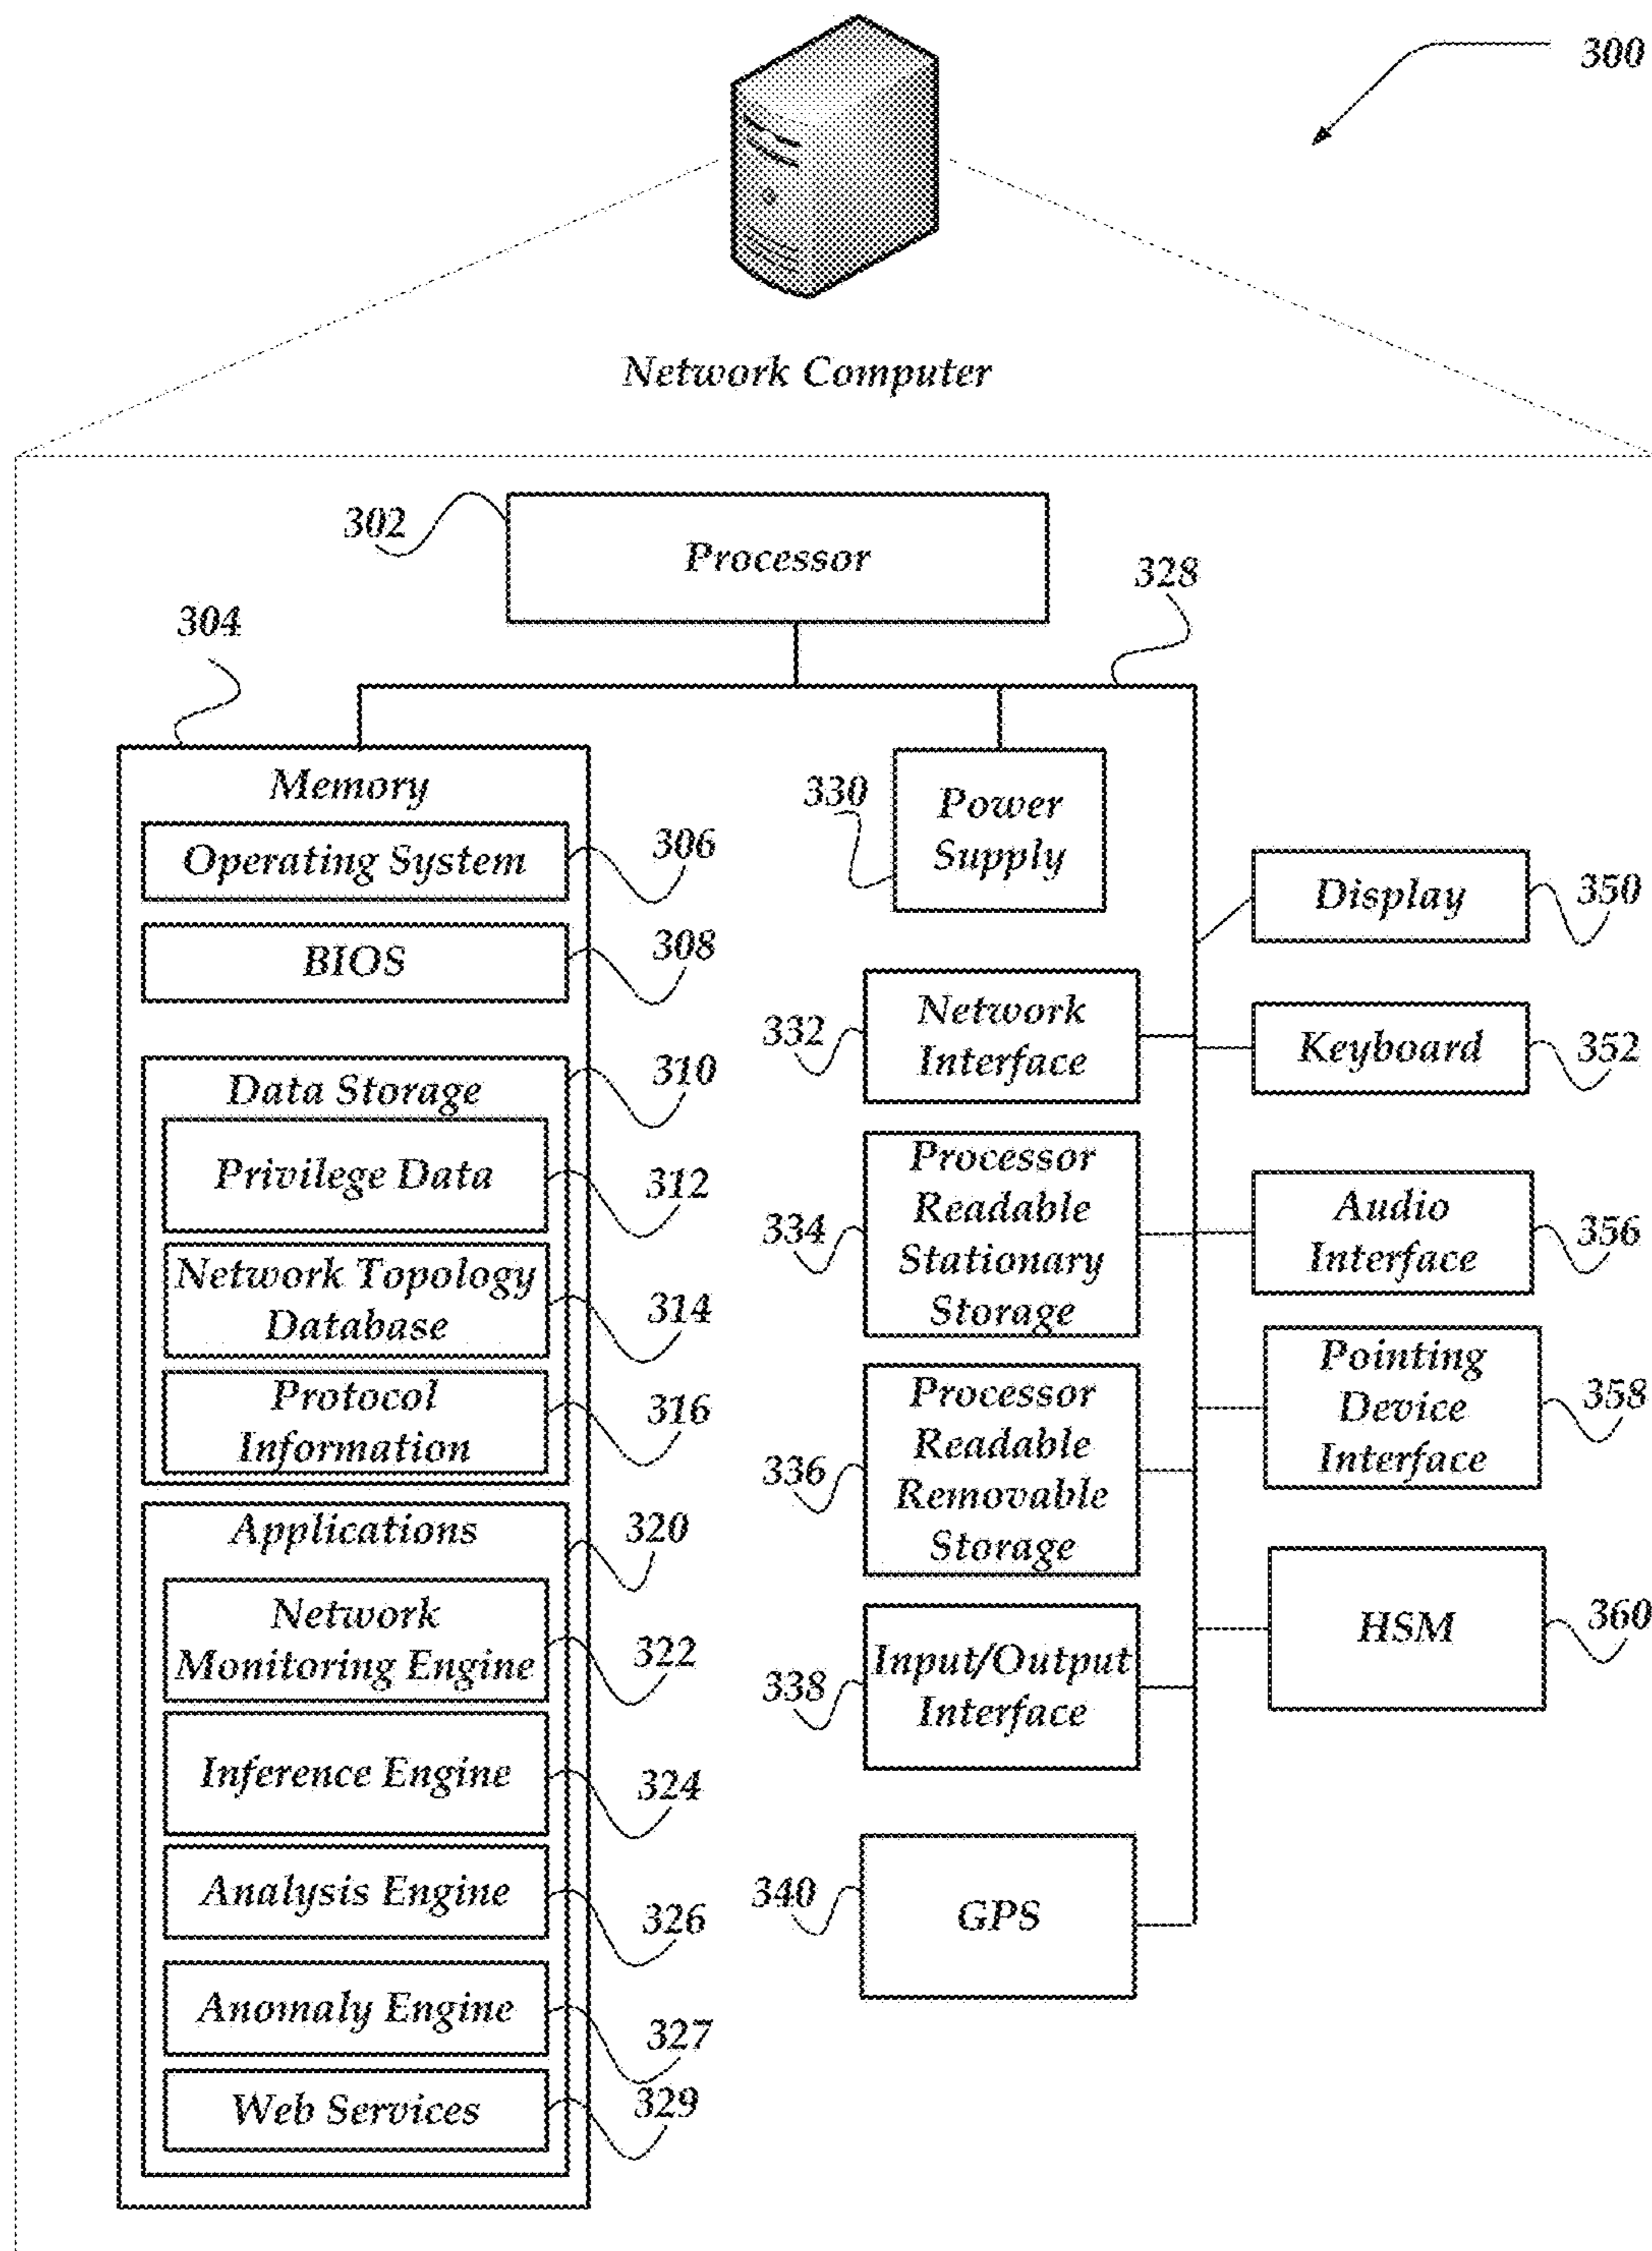 300
Network Computer
302
Processor
328
304
Memory
Operating System
306
BIOS
308
Data Storage
310
Privilege Data
312
Network Topology
Database
314
Protocol
Information
316
Applications
320
Network
Monitoring Engine
322
Inference Engine
324
Analysis Engine
326
Anomaly Engine
327
Web Services
329
330
Power
Supply
332
Network
Interface
334
Processor
Readable
Stationary
Storage
336
Processor
Readable
Removable
Storage
338
Input/Output
Interface
340
GPS
Display
350
Keyboard
352
Audio
Interface
356
Pointing
Device
Interface
358
HSM
360